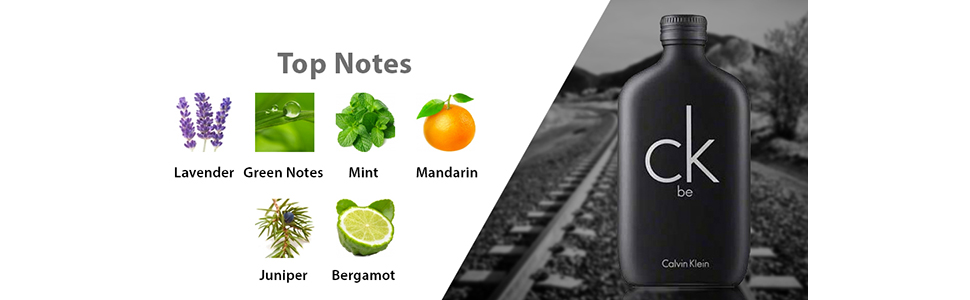 Top Notes
Lavender
Green Notes
Mint
Mandarin
Juniper
Bergamot
ck
be
Calvin Klein